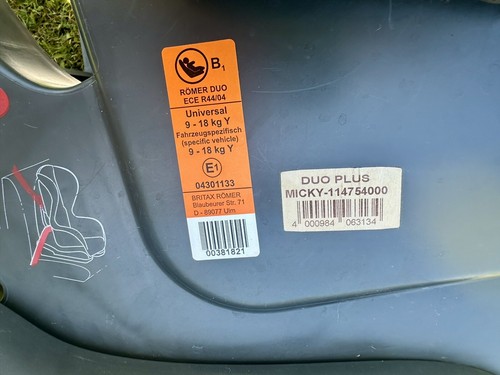 B1
RÖMER DUO
ECE R44/04
Universal
9 - 18 kg Y
Fahrzeugspezifisch
(specific vehicle)
9 - 18 kg Y
E1
04301133
BRITAX RÖMER
Blaubeurer Str. 71
D - 89077 Ulm
00381821
DUO PLUS
MICKY-114754000
4 000984 063134